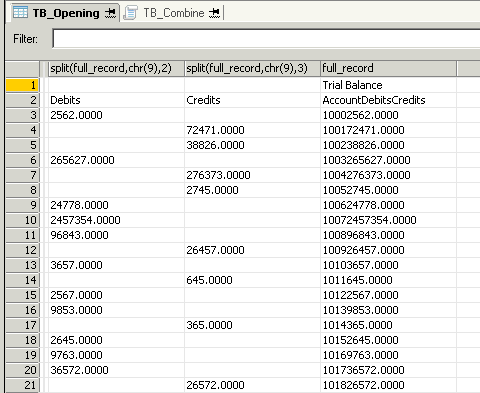 TB_Opening TB_Combine
Filter:
split(full_record,chr(9),2) split(full_record,chr(9),3) full_record
1 Trial Balance
2 Debits Credits AccountDebitsCredits
3 2562.0000 10002562.0000
4 72471.0000 100172471.0000
5 38826.0000 100238826.0000
6 265627.0000 1003265627.0000
7 276373.0000 1004276373.0000
8 2745.0000 10052745.0000
9 24778.0000 100624778.0000
10 2457354.0000 10072457354.0000
11 96843.0000 100896843.0000
12 26457.0000 100926457.0000
13 3657.0000 10103657.0000
14 645.0000 1011645.0000
15 2567.0000 10122567.0000
16 9853.0000 10139853.0000
17 365.0000 1014365.0000
18 2645.0000 10152645.0000
19 9763.0000 10169763.0000
20 36572.0000 101736572.0000
21 26572.0000 101826572.0000